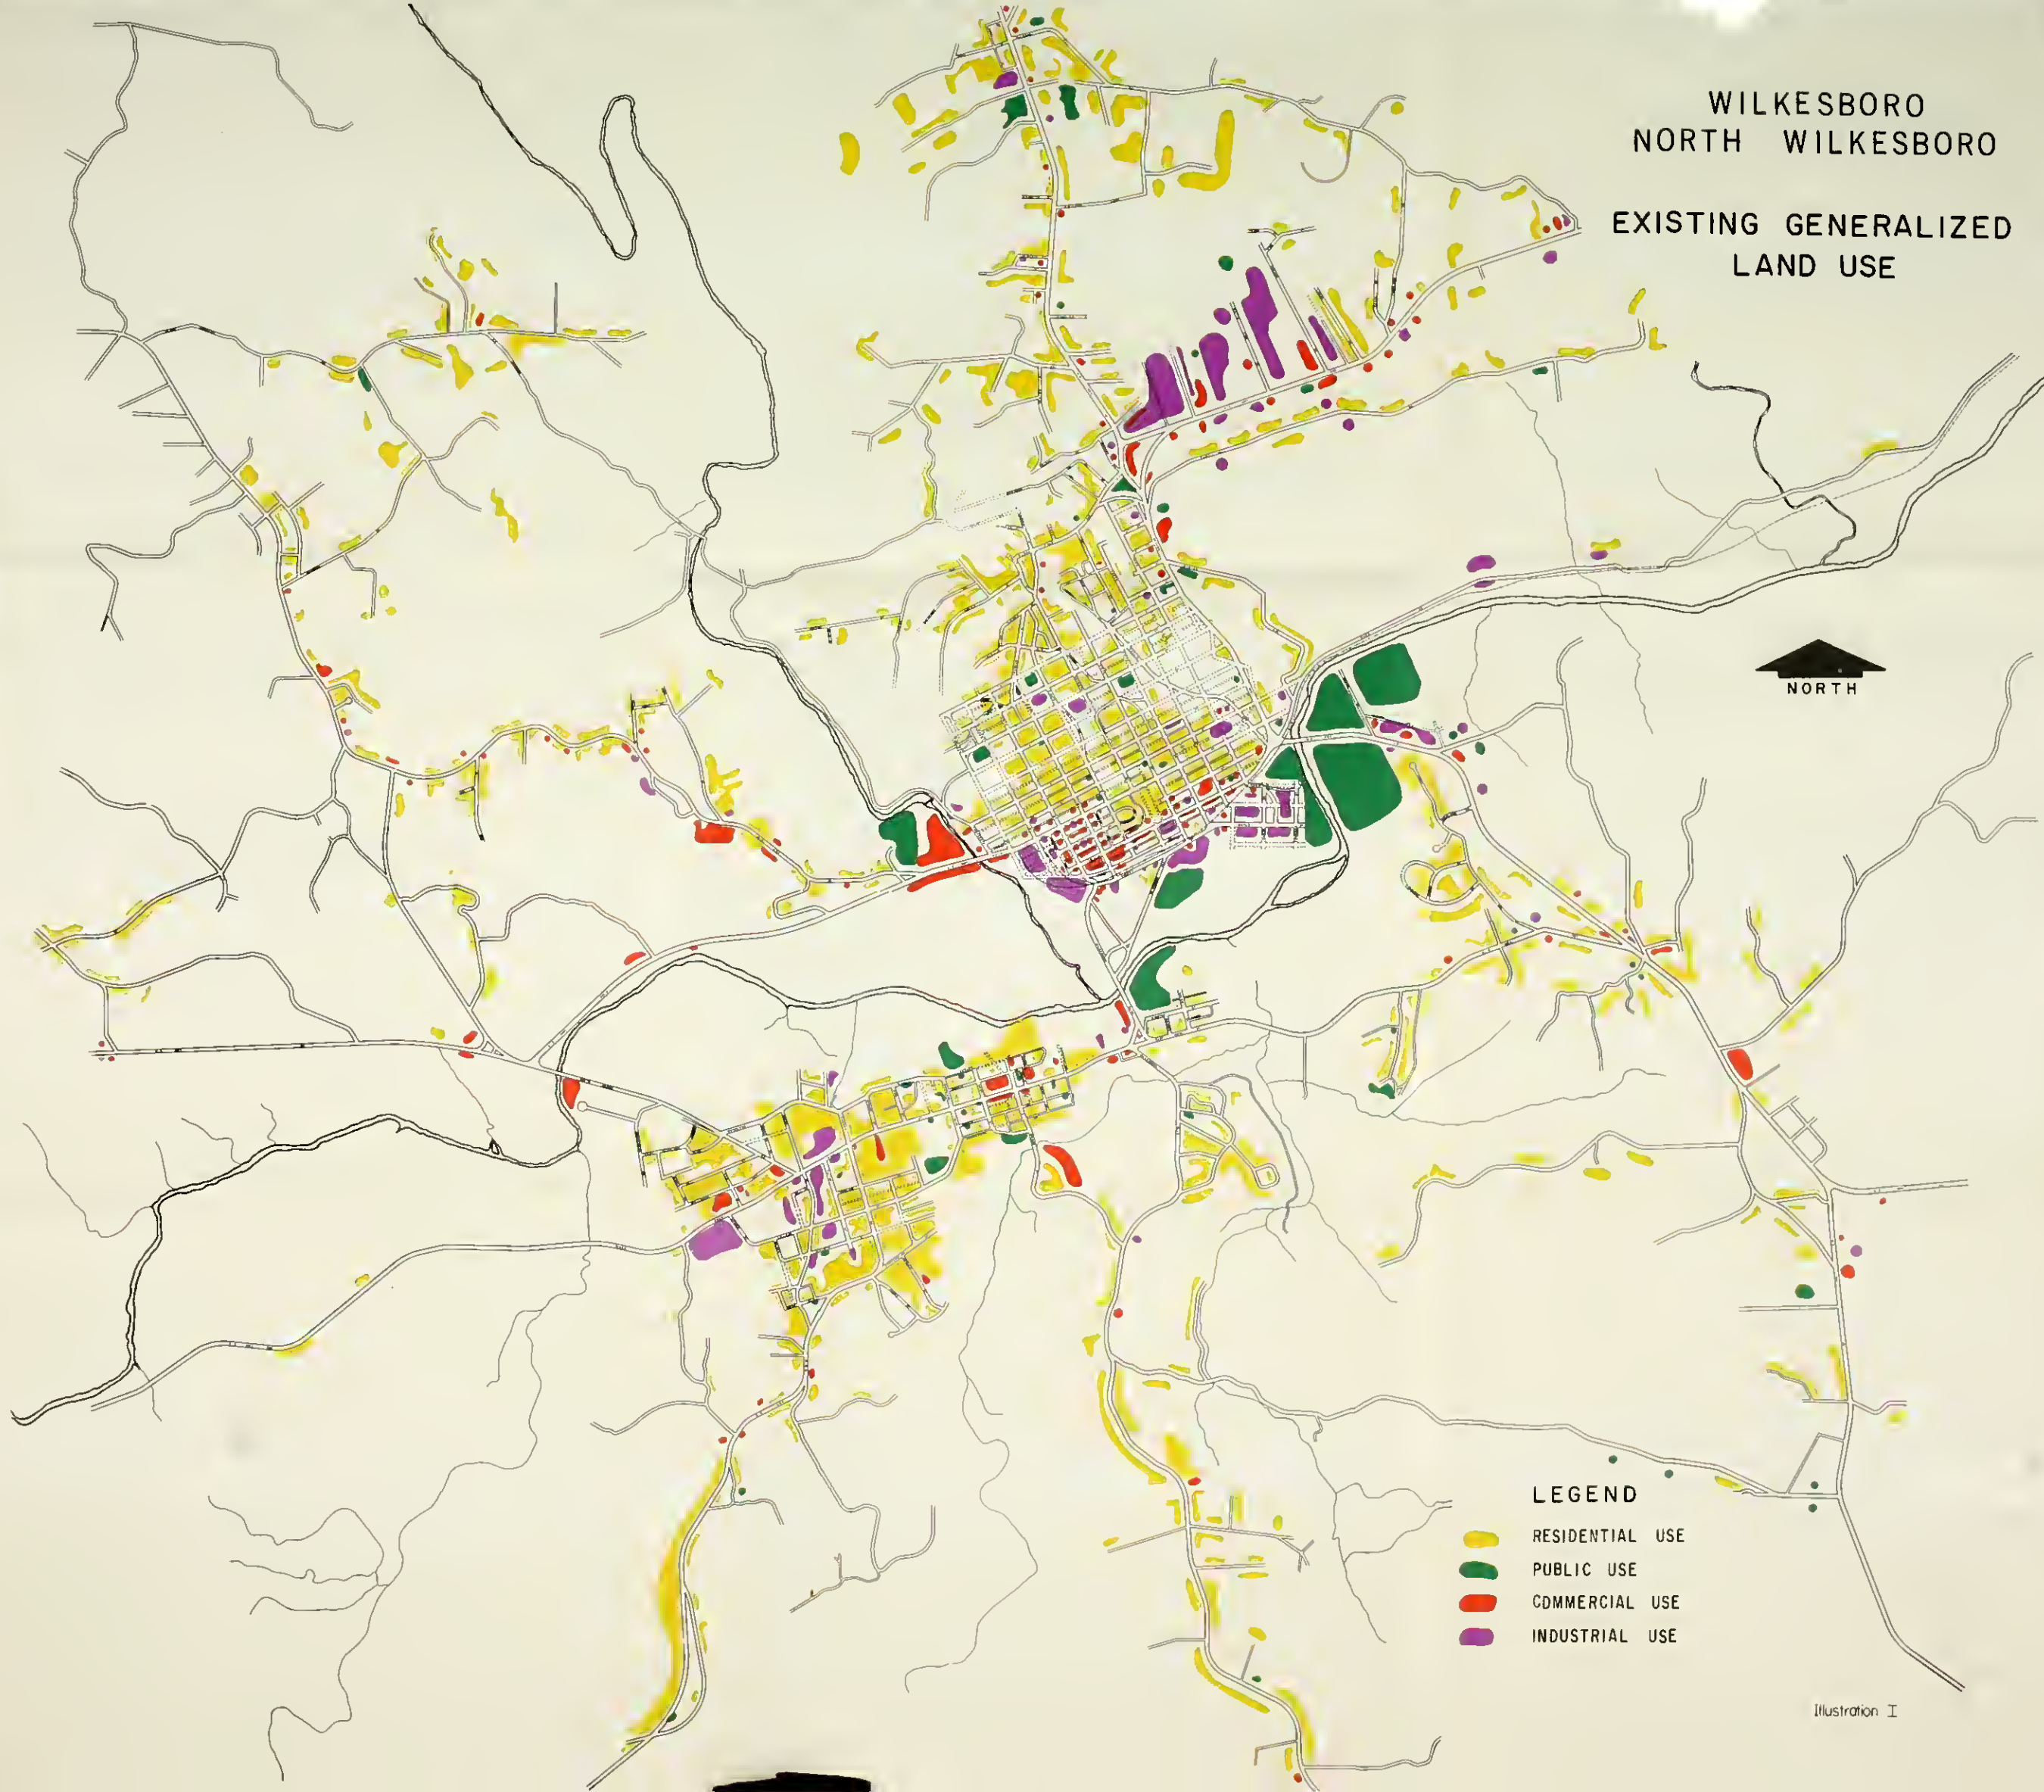 WILKESBORO
NORTH WILKESBORO
EXISTING GENERALIZED
LAND USE
NORTH
LEGEND
RESIDENTIAL USE
PUBLIC USE
COMMERCIAL USE
INDUSTRIAL USE
Illustration I